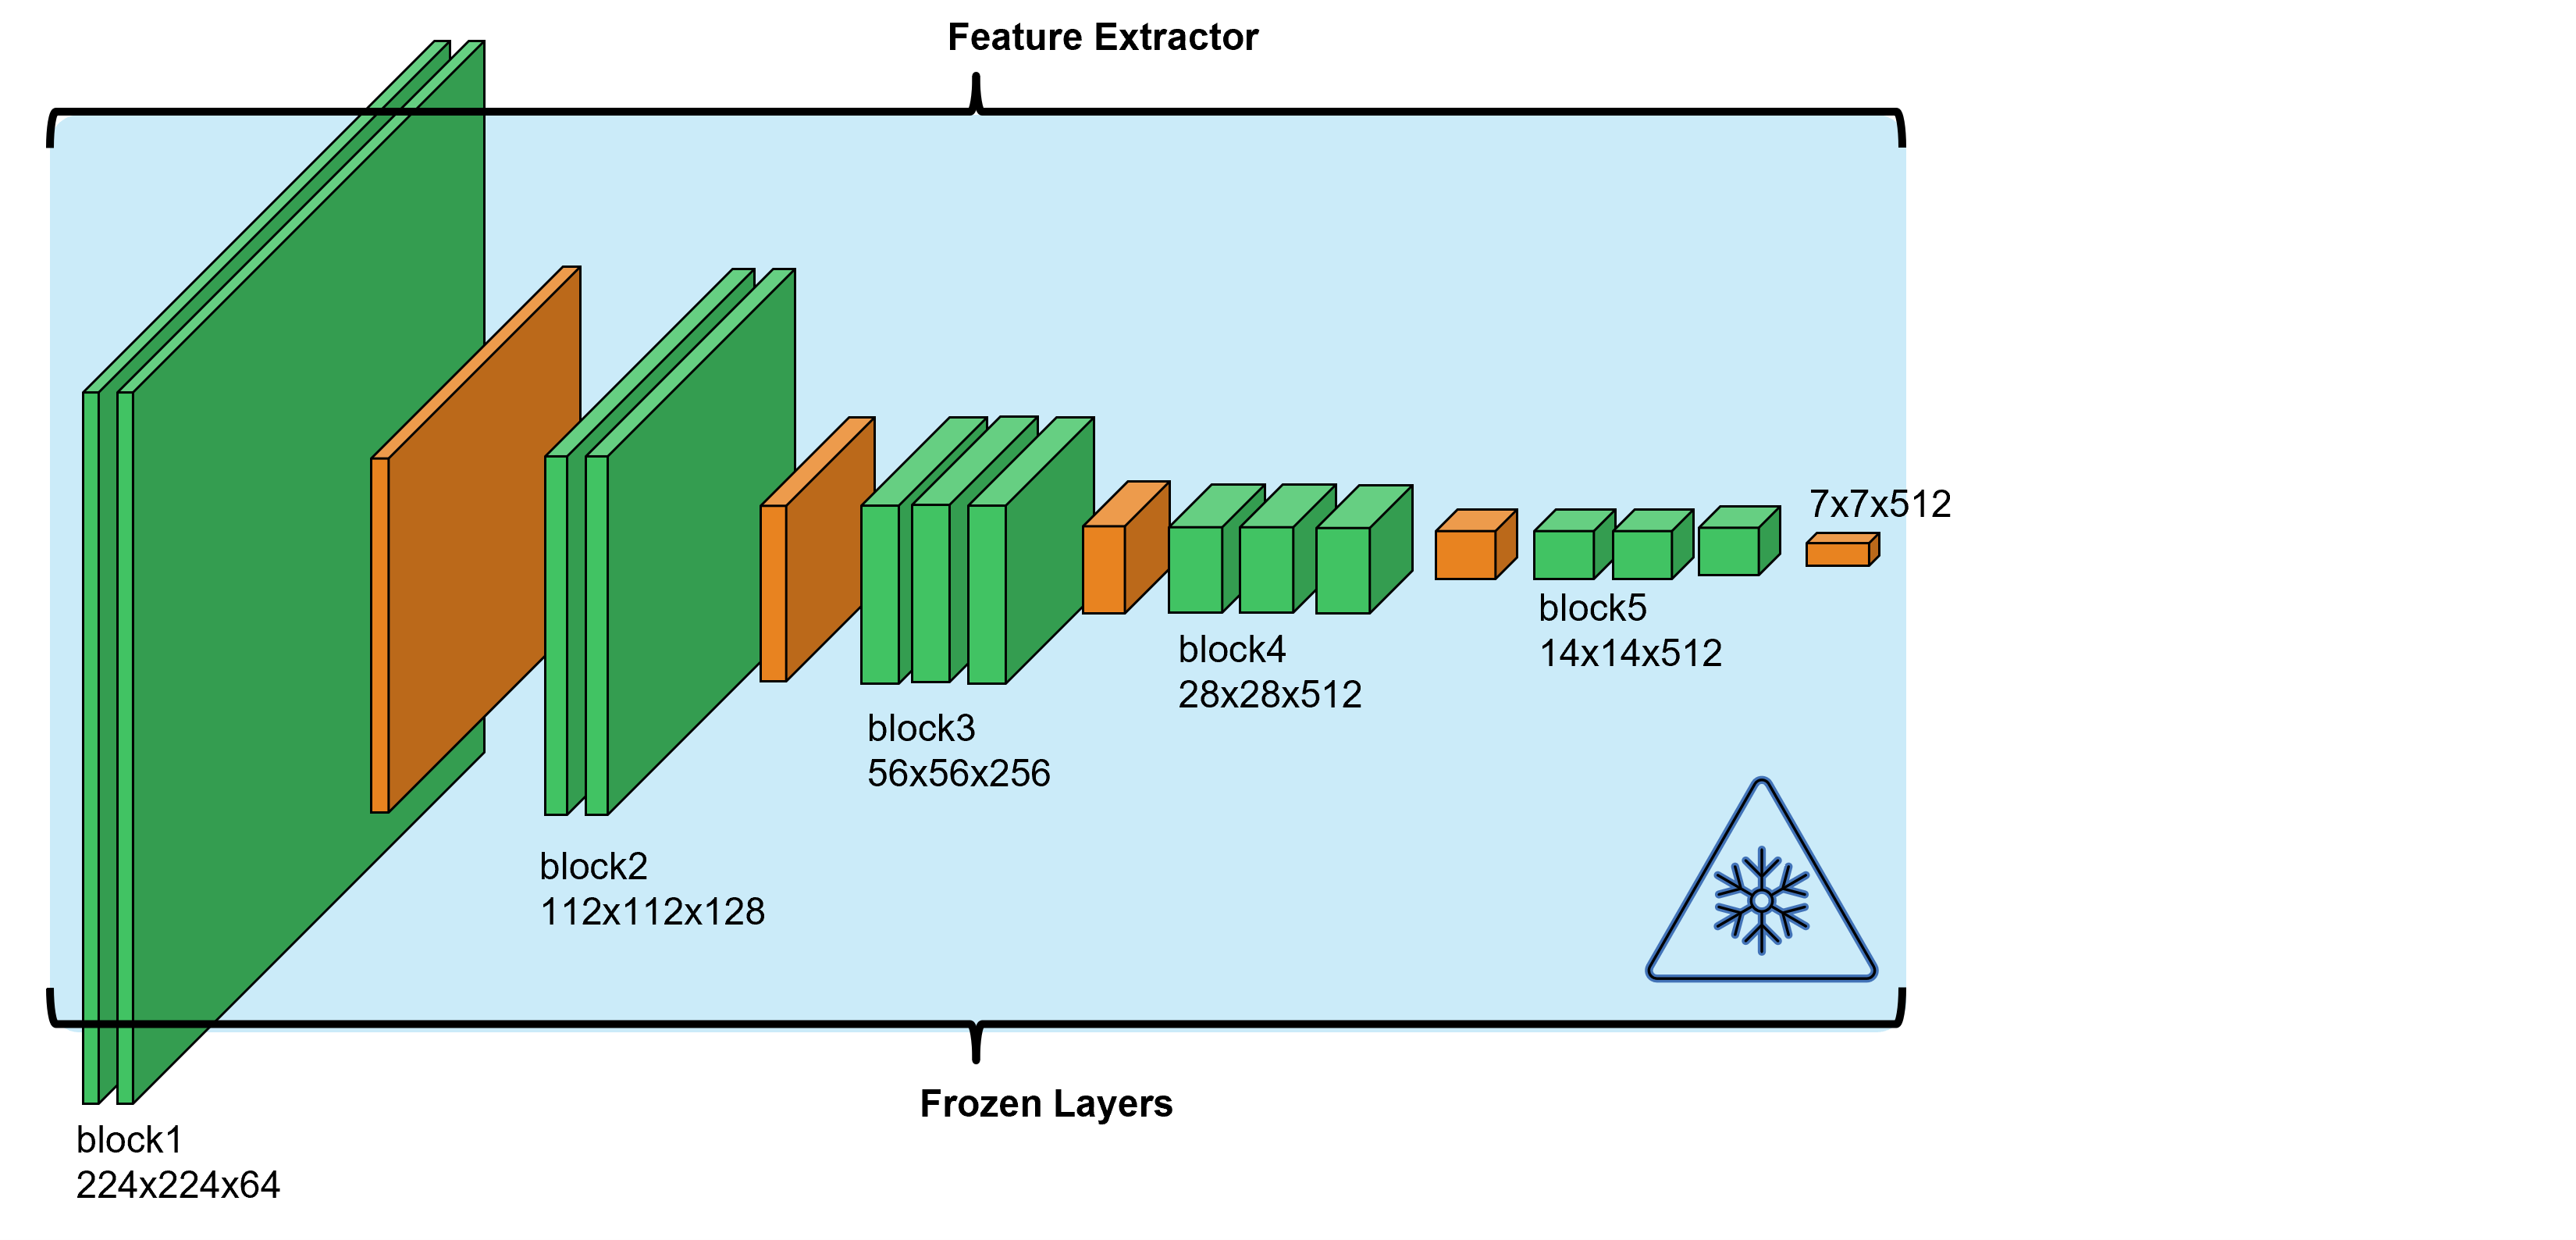 Feature Extractor
7x7x512
block5
14x14x512
block4
28x28x512
block3
56x56x256
block2
112x112x128
Frozen Layers
block1
224x224x64